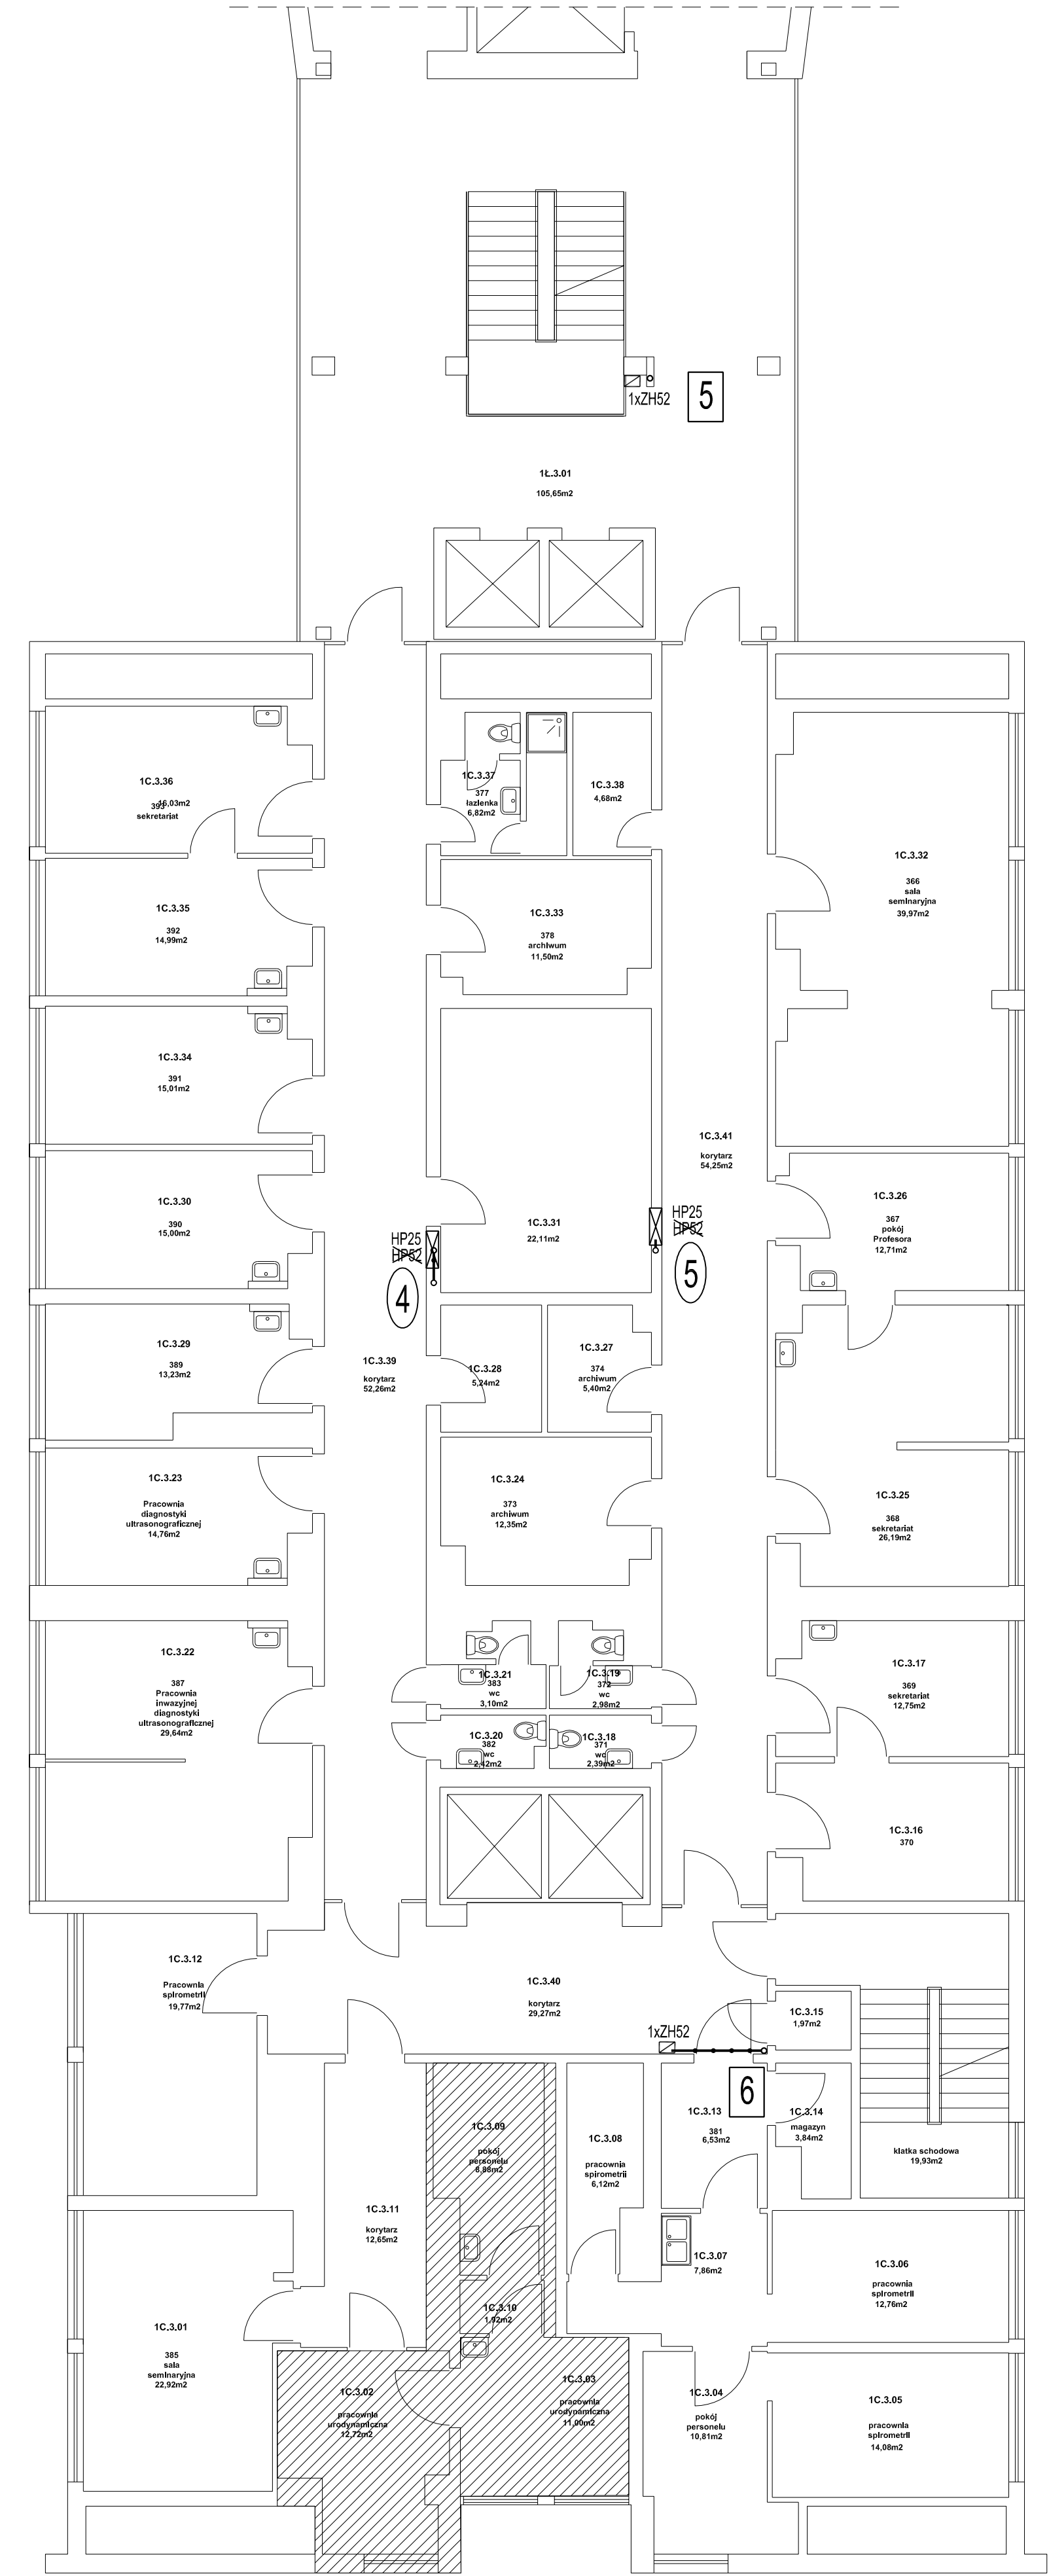 1xZH52
5
1Ł.3.01
105,65m2
1C.3.36
16,03m2
393
sekretariat
1C.3.37
377
łazienka
6,82m2
1C.3.38
4,68m2
1C.3.32
366
sala
seminaryjna
39,97m2
1C.3.35
392
14,99m2
1C.3.33
378
archiwum
11,50m2
1C.3.34
391
15,01m2
1C.3.41
korytarz
54,25m2
1C.3.30
390
15,00m2
1C.3.31
22,11m2
1C.3.26
367
pokój
Profesora
12,71m2
HP25
HP52
4
HP25
HP52
5
1C.3.29
389
13,23m2
1C.3.39
korytarz
52,26m2
1C.3.28
5,24m2
1C.3.27
374
archiwum
5,40m2
1C.3.23
Pracownia
diagnostyki
ultrasonograficznej
14,76m2
1C.3.24
373
archiwum
12,35m2
1C.3.25
368
sekretariat
26,19m2
1C.3.22
387
Pracownia
inwazyjnej
diagnostyki
ultrasonograficznej
29,64m2
1C.3.21
383
wc
3,10m2
1C.3.19
372
wc
2,98m2
1C.3.17
369
sekretariat
12,75m2
1C.3.20
382
wc
2,42m2
1C.3.18
371
wc
2,39m2
1C.3.16
370
1C.3.12
Pracownia
spirometrii
19,77m2
1C.3.40
korytarz
29,27m2
1C.3.15
1,97m2
1xZH52
6
1C.3.13
381
6,53m2
1C.3.14
magazyn
3,84m2
klatka schodowa
19,93m2
1C.3.09
pokój
personelu
8,88m2
1C.3.08
pracownia
spirometrii
6,12m2
1C.3.11
korytarz
12,65m2
1C.3.07
7,86m2
1C.3.06
pracownia
spirometrii
12,76m2
1C.3.10
1,92m2
1C.3.01
385
sala
seminaryjna
22,92m2
1C.3.02
pracownia
urodynamiczna
12,72m2
1C.3.03
pracownia
urodynamiczna
11,00m2
1C.3.04
pokój
personelu
10,81m2
1C.3.05
pracownia
spirometrii
14,08m2